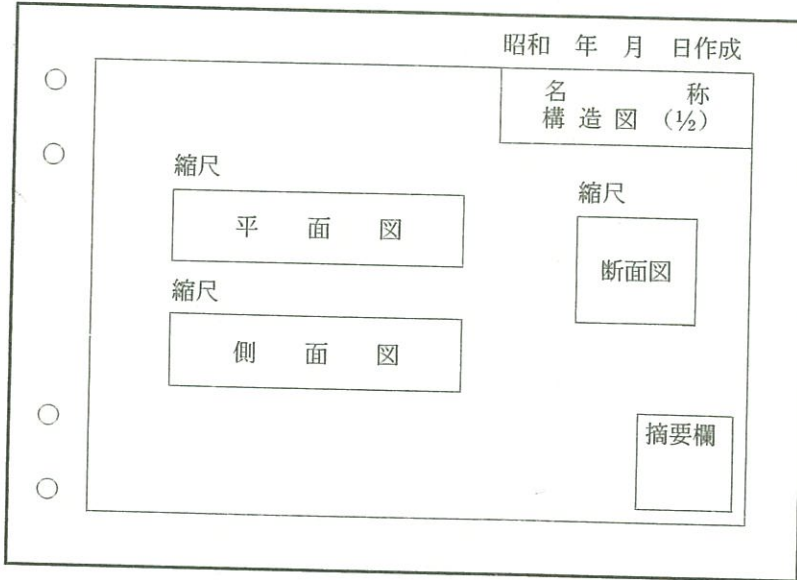 昭和 年 月 日作成
名 称
構造図 (½)
縮尺
平面図
縮尺
断面図
縮尺
側面図
摘要欄